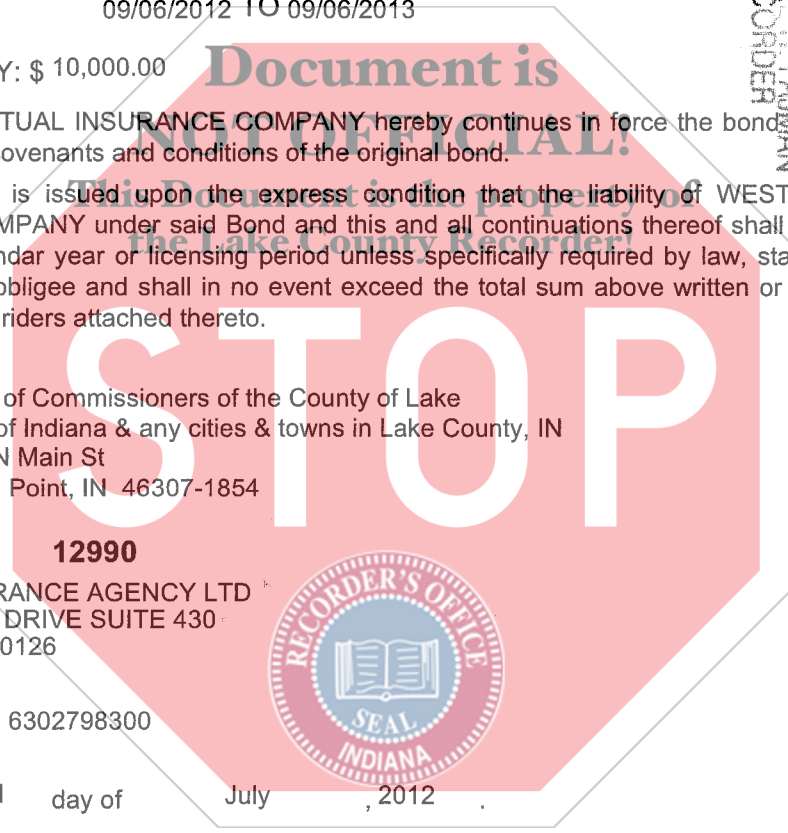 09/06/2012 TO 09/06/2013
Y: $ 10,000.00
Document is
NOT OFFICIAL!
This Document is the property of
the Lake County Recorder!
TUAL INSURANCE COMPANY hereby continues in force the bond
ovenants and conditions of the original bond.
is issued upon the express condition that the liability of WEST
MPANY under said Bond and this and all continuations thereof shall
ndar year or licensing period unless specifically required by law, sta
obligee and shall in no event exceed the total sum above written or
riders attached thereto.
STOP
of Commissioners of the County of Lake
of Indiana & any cities & towns in Lake County, IN
N Main St
Point, IN 46307-1854
12990
RANCE AGENCY LTD
DRIVE SUITE 430
0126
6302798300
RECORDER'S OFFICE
SEAL
INDIANA
day of July , 2012 .
CORDER